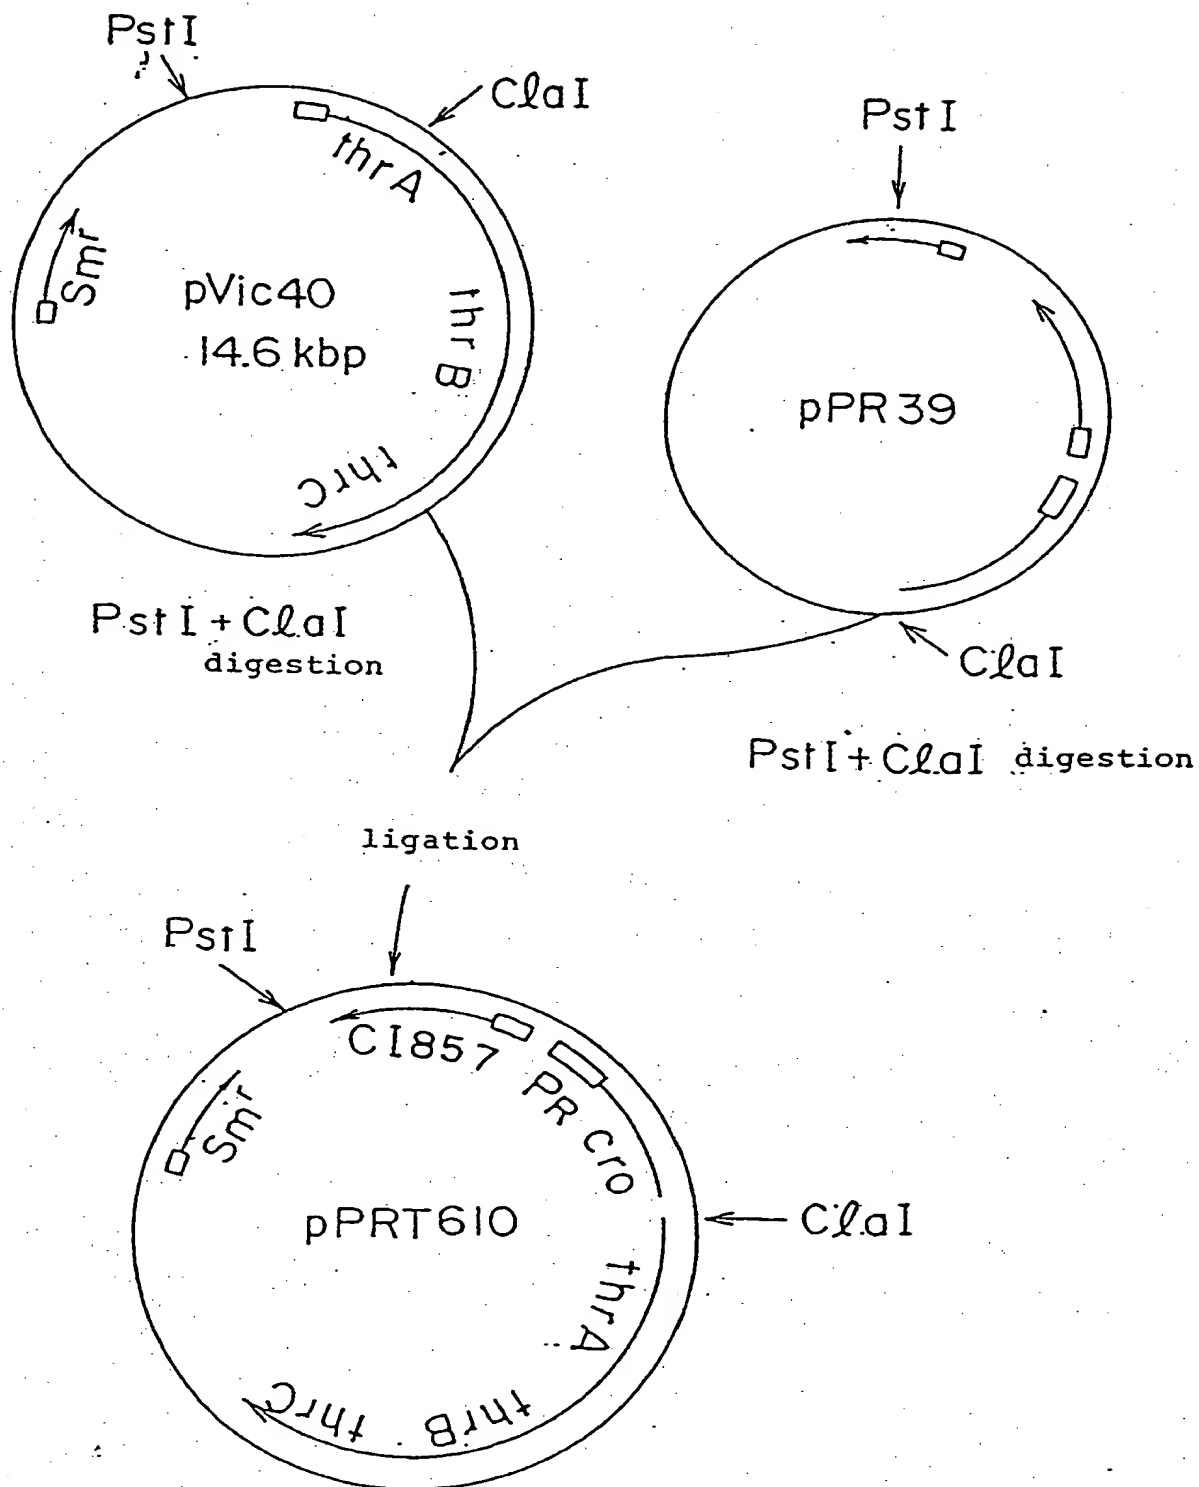 PstI
ClaI
thrA
Smr
pVic40
14.6 kbp
thrB
thrC
PstI
pPR39
ClaI
PstI + ClaI
digestion
PstI + ClaI digestion
ligation
PstI
CI857
PR cro
Smr
pPRT610
ClaI
thrA
thrB
thrC